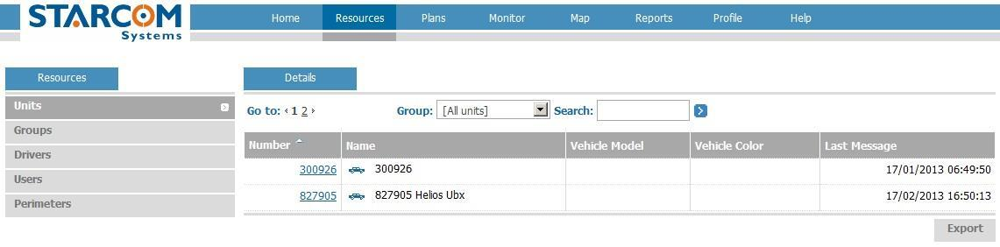 STARCOM
Systems
Home Resources Plans Monitor Map Reports Profile Help
Resources
Units
Groups
Drivers
Users
Perimeters
Details
Go to: 1 2 Group: [All units] Search:
Number Name Vehicle Model Vehicle Color Last Message
300926 300926 17/01/2013 06:49:50
827905 827905 Helios Ubx 17/02/2013 16:50:13
Export